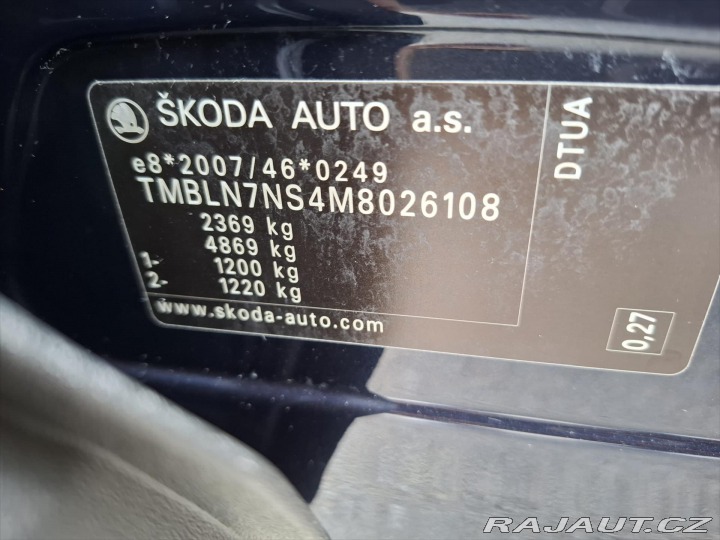 ŠKODA AUTO a.s.
e8*2007/46*0249
TMBLN7NS4M8026108
2369 kg
4869 kg
1- 1200 kg
2- 1220 kg
www.skoda-auto.com
DTUA
0,27
RAJAUT.CZ